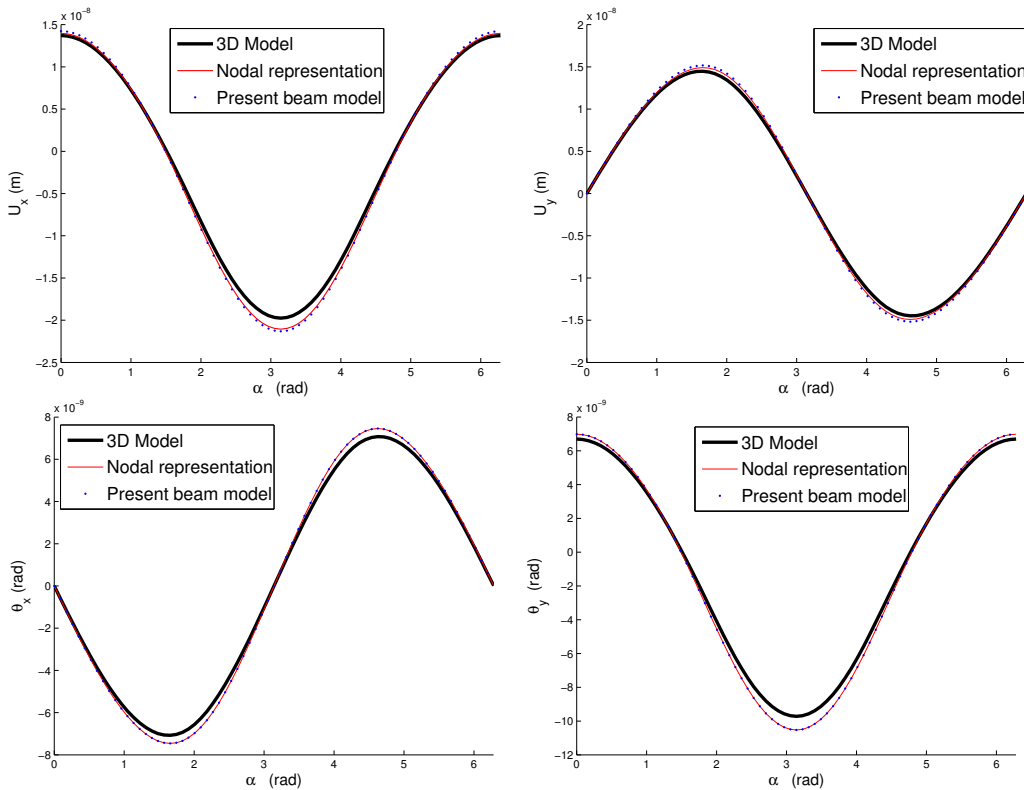 x 10⁻⁸
1.5
1
0.5
0
−0.5
−1
−1.5
−2
−2.5
U_x (m)
0 1 2 3 4 5 6
α (rad)
3D Model
Nodal representation
Present beam model
x 10⁻⁸
2
1.5
1
0.5
0
−0.5
−1
−1.5
−2
U_y (m)
0 1 2 3 4 5 6
α (rad)
3D Model
Nodal representation
Present beam model
x 10⁻⁹
8
6
4
2
0
−2
−4
−6
−8
θ_x (rad)
0 1 2 3 4 5 6
α (rad)
3D Model
Nodal representation
Present beam model
x 10⁻⁹
8
6
4
2
0
−2
−4
−6
−8
−10
−12
θ_y (rad)
0 1 2 3 4 5 6
α (rad)
3D Model
Nodal representation
Present beam model